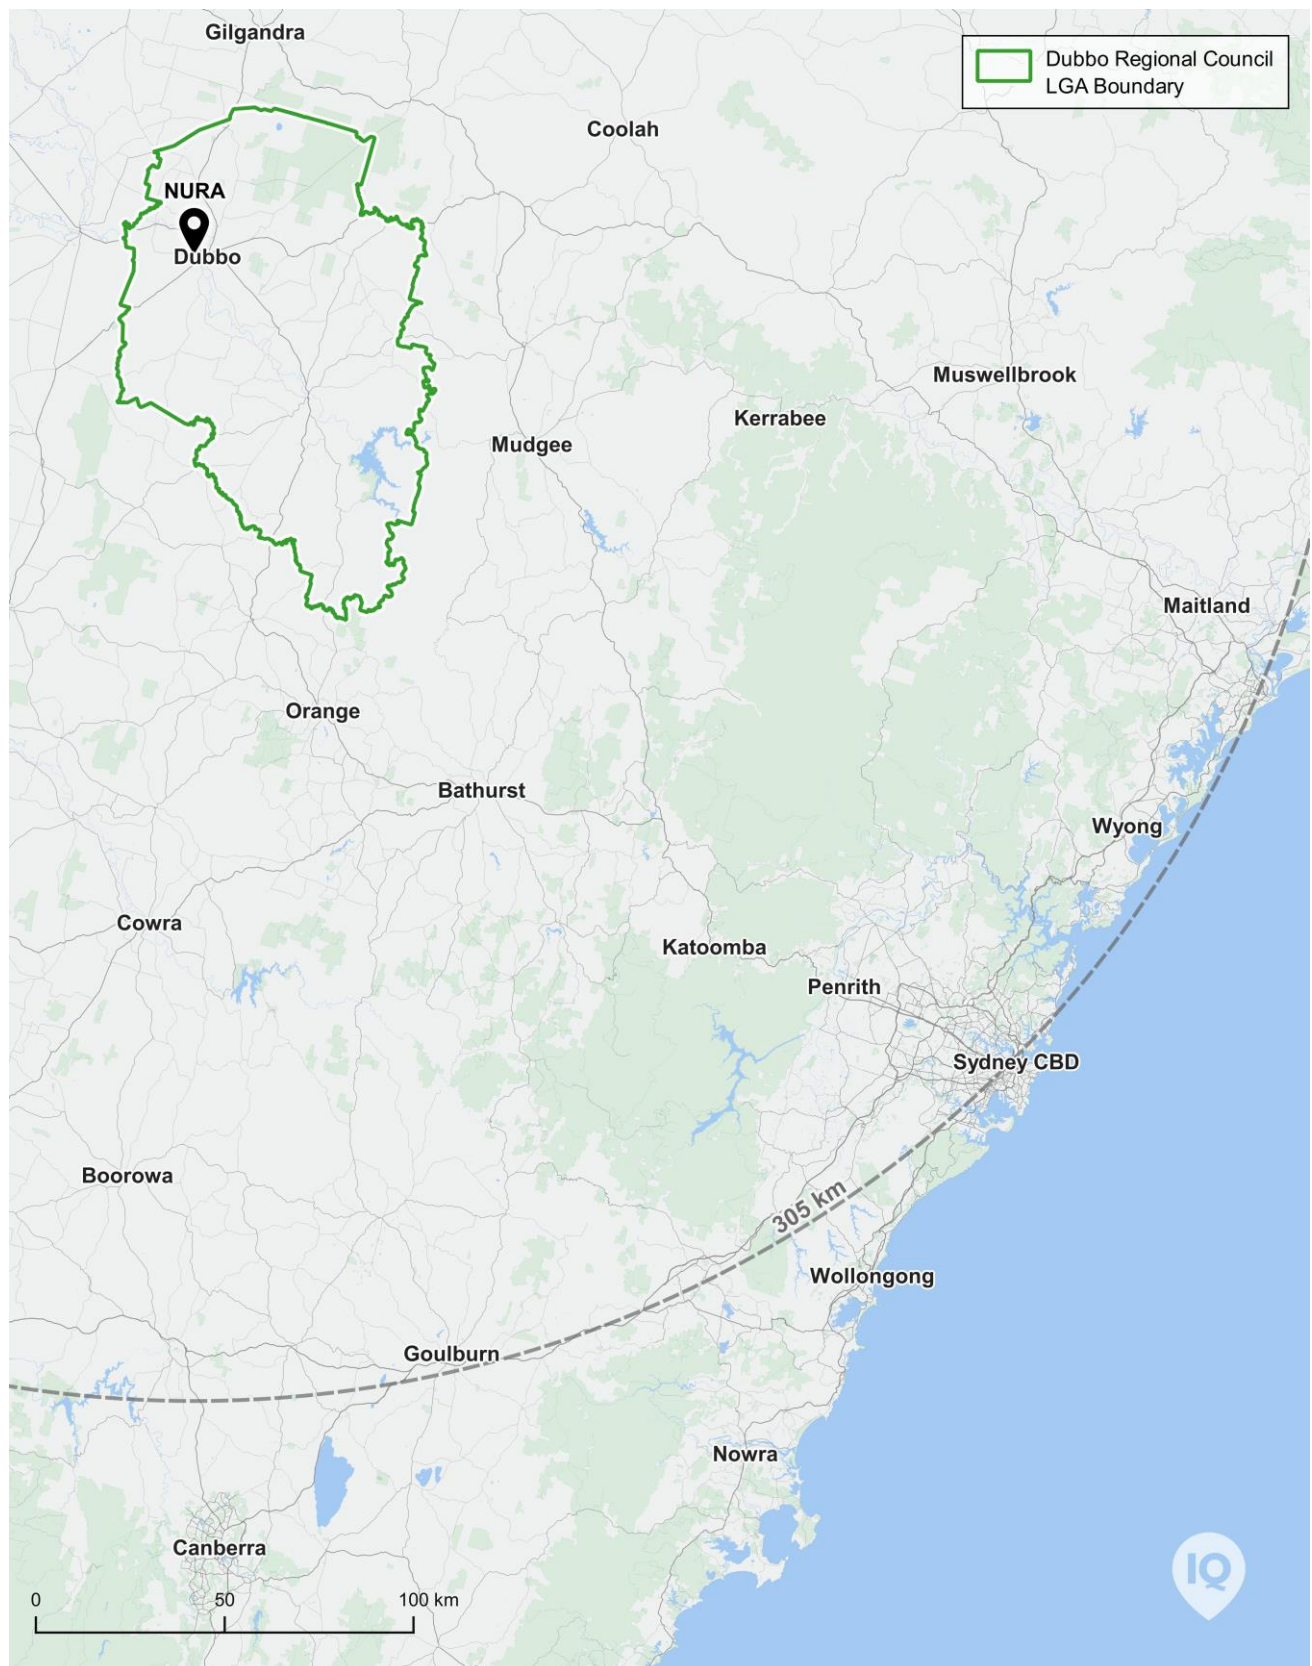 Gilgandra
Dubbo Regional Council
LGA Boundary
Coolah
NURA
Dubbo
Muswellbrook
Kerrabee
Mudgee
Maitland
Orange
Bathurst
Wyong
Cowra
Katoomba
Penrith
Sydney CBD
Boorowa
305 km
Wollongong
Goulburn
Nowra
Canberra
IQ
0 50 100 km